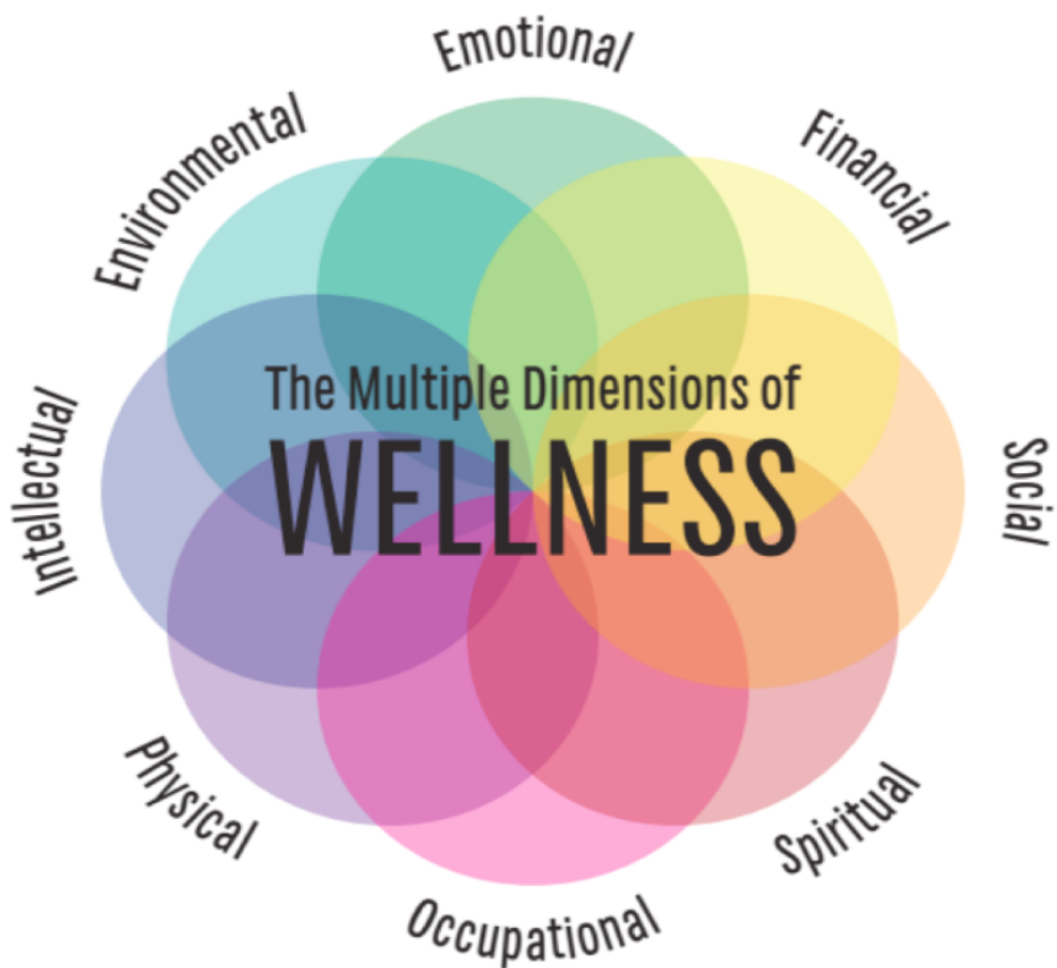 Emotional
Financial
Social
Spiritual
Occupational
Physical
Intellectual
Environmental
The Multiple Dimensions of
WELLNESS